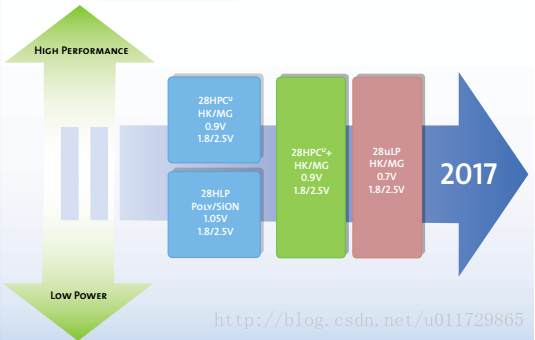 High Performance
28HPCᵁ
HK/MG
0.9V
1.8/2.5V
28HLP
Poly/SiON
1.05V
1.8/2.5V
28HPCᵁ+
HK/MG
0.9V
1.8/2.5V
28uLP
HK/MG
0.7V
1.8/2.5V
2017
Low Power
http://blog.csdn.net/u011729865